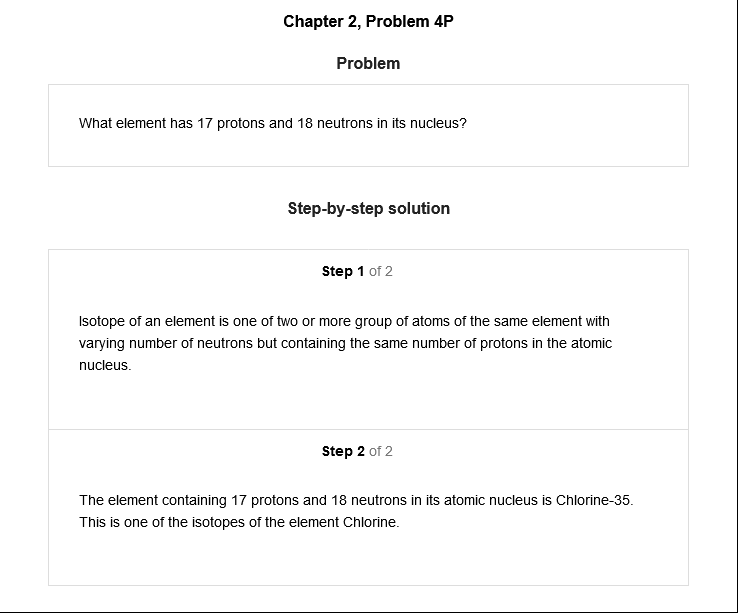 Chapter 2, Problem 4P
Problem
What element has 17 protons and 18 neutrons in its nucleus?
Step-by-step solution
Step 1 of 2
Isotope of an element is one of two or more group of atoms of the same element with
varying number of neutrons but containing the same number of protons in the atomic
nucleus.
Step 2 of 2
The element containing 17 protons and 18 neutrons in its atomic nucleus is Chlorine-35.
This is one of the isotopes of the element Chlorine.